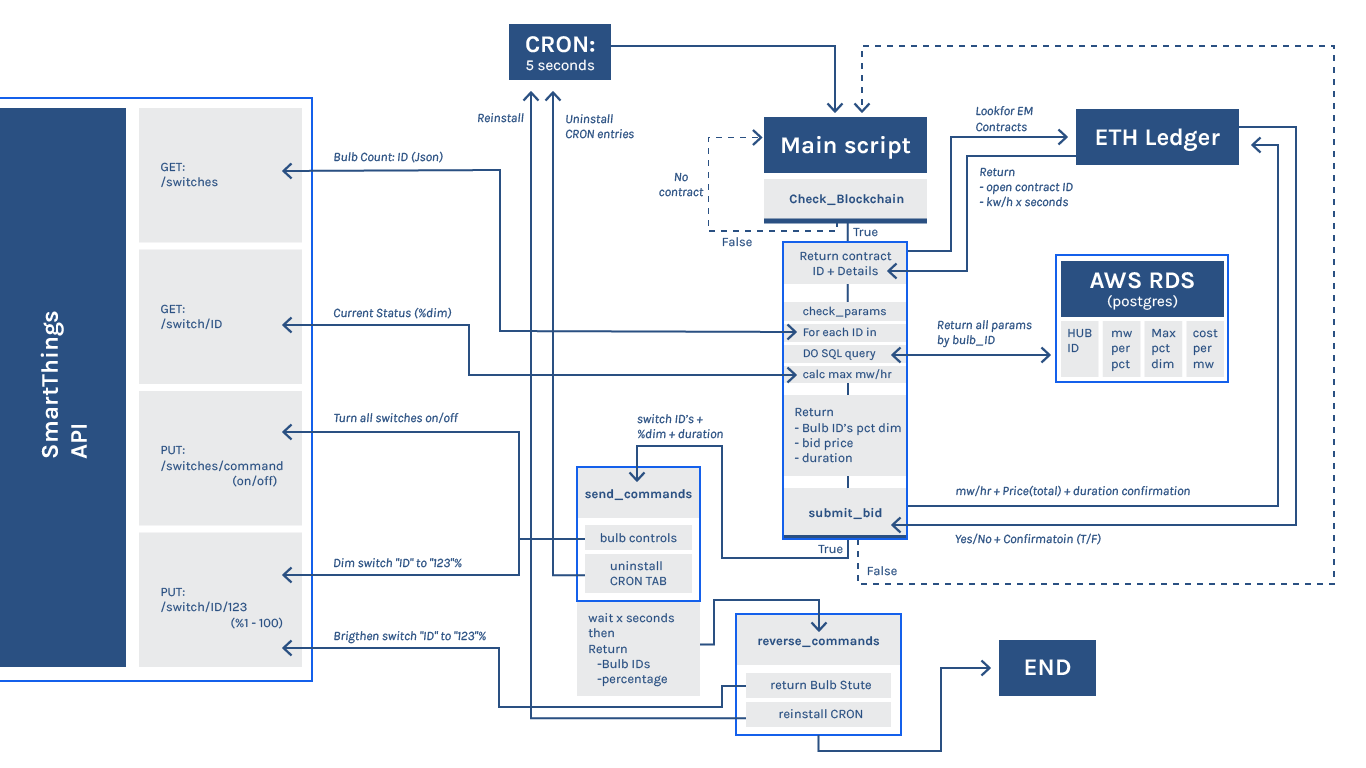 CRON:
5 seconds
Reinstall
Uninstall
CRON entries
SmartThings
API
GET:
/switches
GET:
/switch/ID
PUT:
/switches/command
(on/off)
PUT:
/switch/ID/123
(%1 - 100)
Bulb Count: ID (Json)
Current Status (%dim)
Turn all switches on/off
Dim switch "ID" to "123"%
Brigthen switch "ID" to "123"%
Main script
Check_Blockchain
No
contract
False
True
Lookfor EM
Contracts
ETH Ledger
Return
- open contract ID
- kw/h x seconds
Return contract
ID + Details
check_params
For each ID in
DO SQL query
calc max mw/hr
Return all params
by bulb_ID
AWS RDS
(postgres)
HUB
ID
mw
per
pct
Max
pct
dim
cost
per
mw
Return
- Bulb ID's pct dim
- bid price
- duration
submit_bid
mw/hr + Price(total) + duration confirmation
Yes/No + Confirmatoin (T/F)
True
False
switch ID's +
%dim + duration
send_commands
bulb controls
uninstall
CRON TAB
wait x seconds
then
Return
-Bulb IDs
-percentage
reverse_commands
return Bulb Stute
reinstall CRON
END